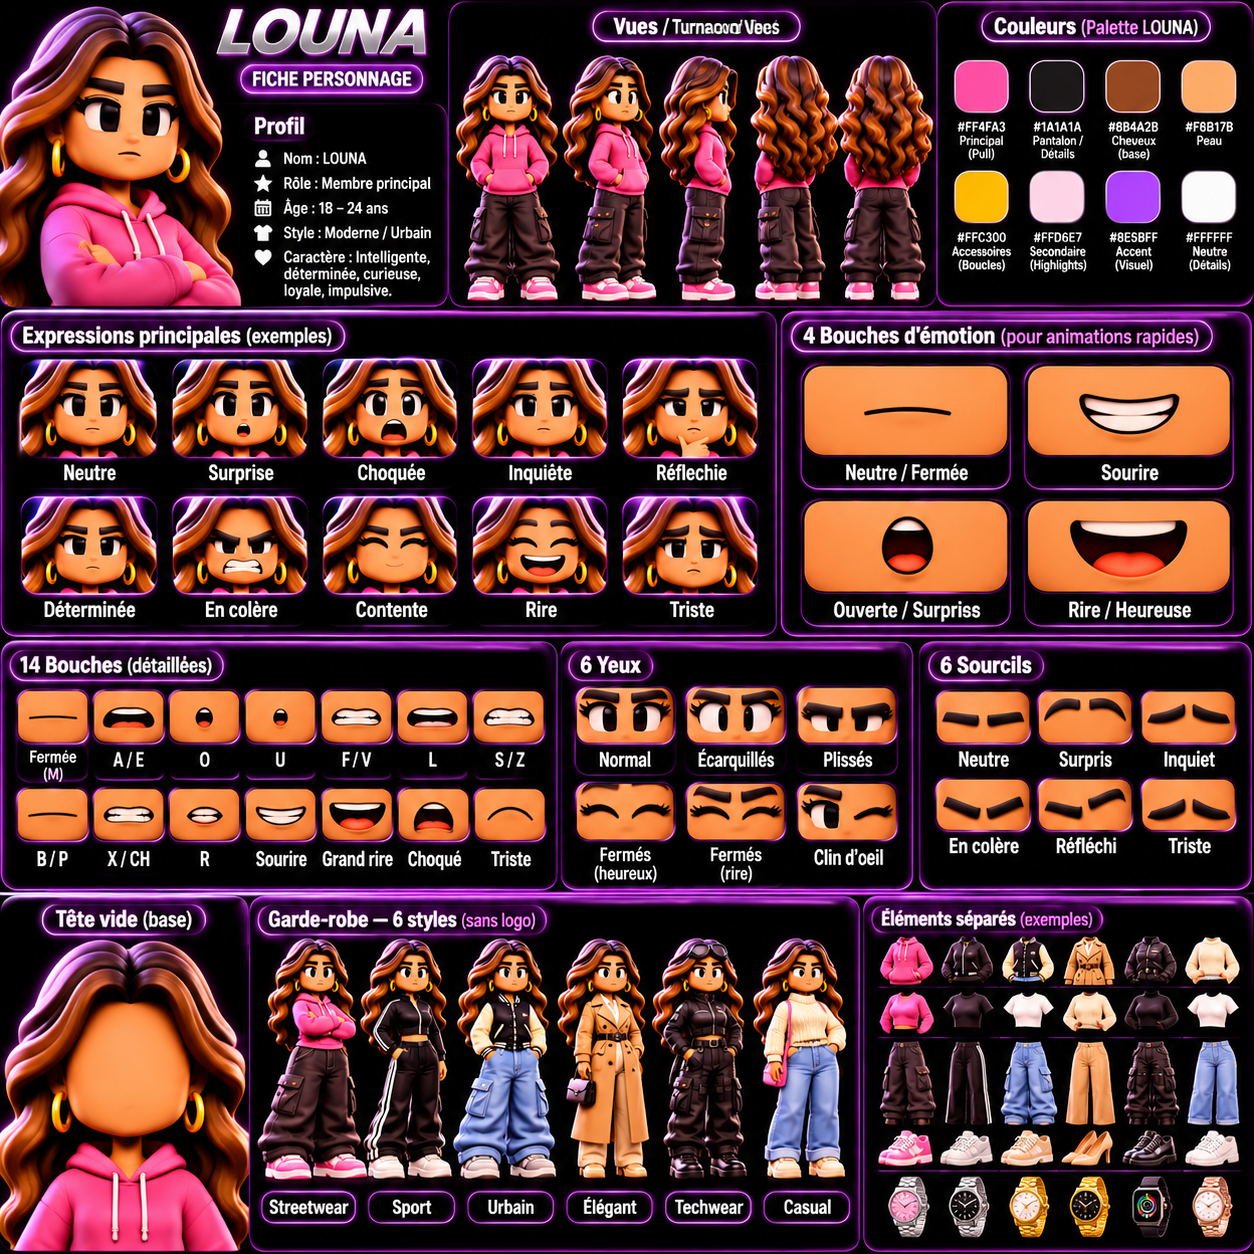 LOUNA
FICHE PERSONNAGE
Profil
Nom : LOUNA
Rôle : Membre principal
Âge : 18 – 24 ans
Style : Moderne / Urbain
Caractère : Intelligente,
déterminée, curieuse,
loyale, impulsive.
Vues /
Couleurs (Palette LOUNA)
#FF4FA3
Principal
(Pull)
#1A1A1A
Pantalon /
Détails
#8B4A2B
Cheveux
(base)
#F8B17B
Peau
#FFC300
Accessoires
(Boucles)
#FFD6E7
Secondaire
(Highlights)
#8E5BFF
Accent
(Visuel)
#FFFFFF
Neutre
(Détails)
Expressions principales (exemples)
Neutre
Surprise
Choquée
Inquiête
Réflechie
Déterminée
En colère
Contente
Rire
Triste
4 Bouches d'émotion (pour animations rapides)
Neutre / Fermée
Sourire
Ouverte / Surpriss
Rire / Heureuse
14 Bouches (détaillées)
Fermée
(M)
A / E
O
U
F / V
L
S / Z
B / P
X / CH
R
Sourire
Grand rire
Choqué
Triste
6 Yeux
Normal
Écarquillés
Plissés
Fermés
(heureux)
Fermés
(rire)
Clin d'oeil
6 Sourcils
Neutre
Surpris
Inquiet
En colère
Réfléchi
Triste
Tête vide (base)
Garde-robe — 6 styles (sans logo)
Streetwear
Sport
Urbain
Élégant
Techwear
Casual
Éléments séparés (exemples)